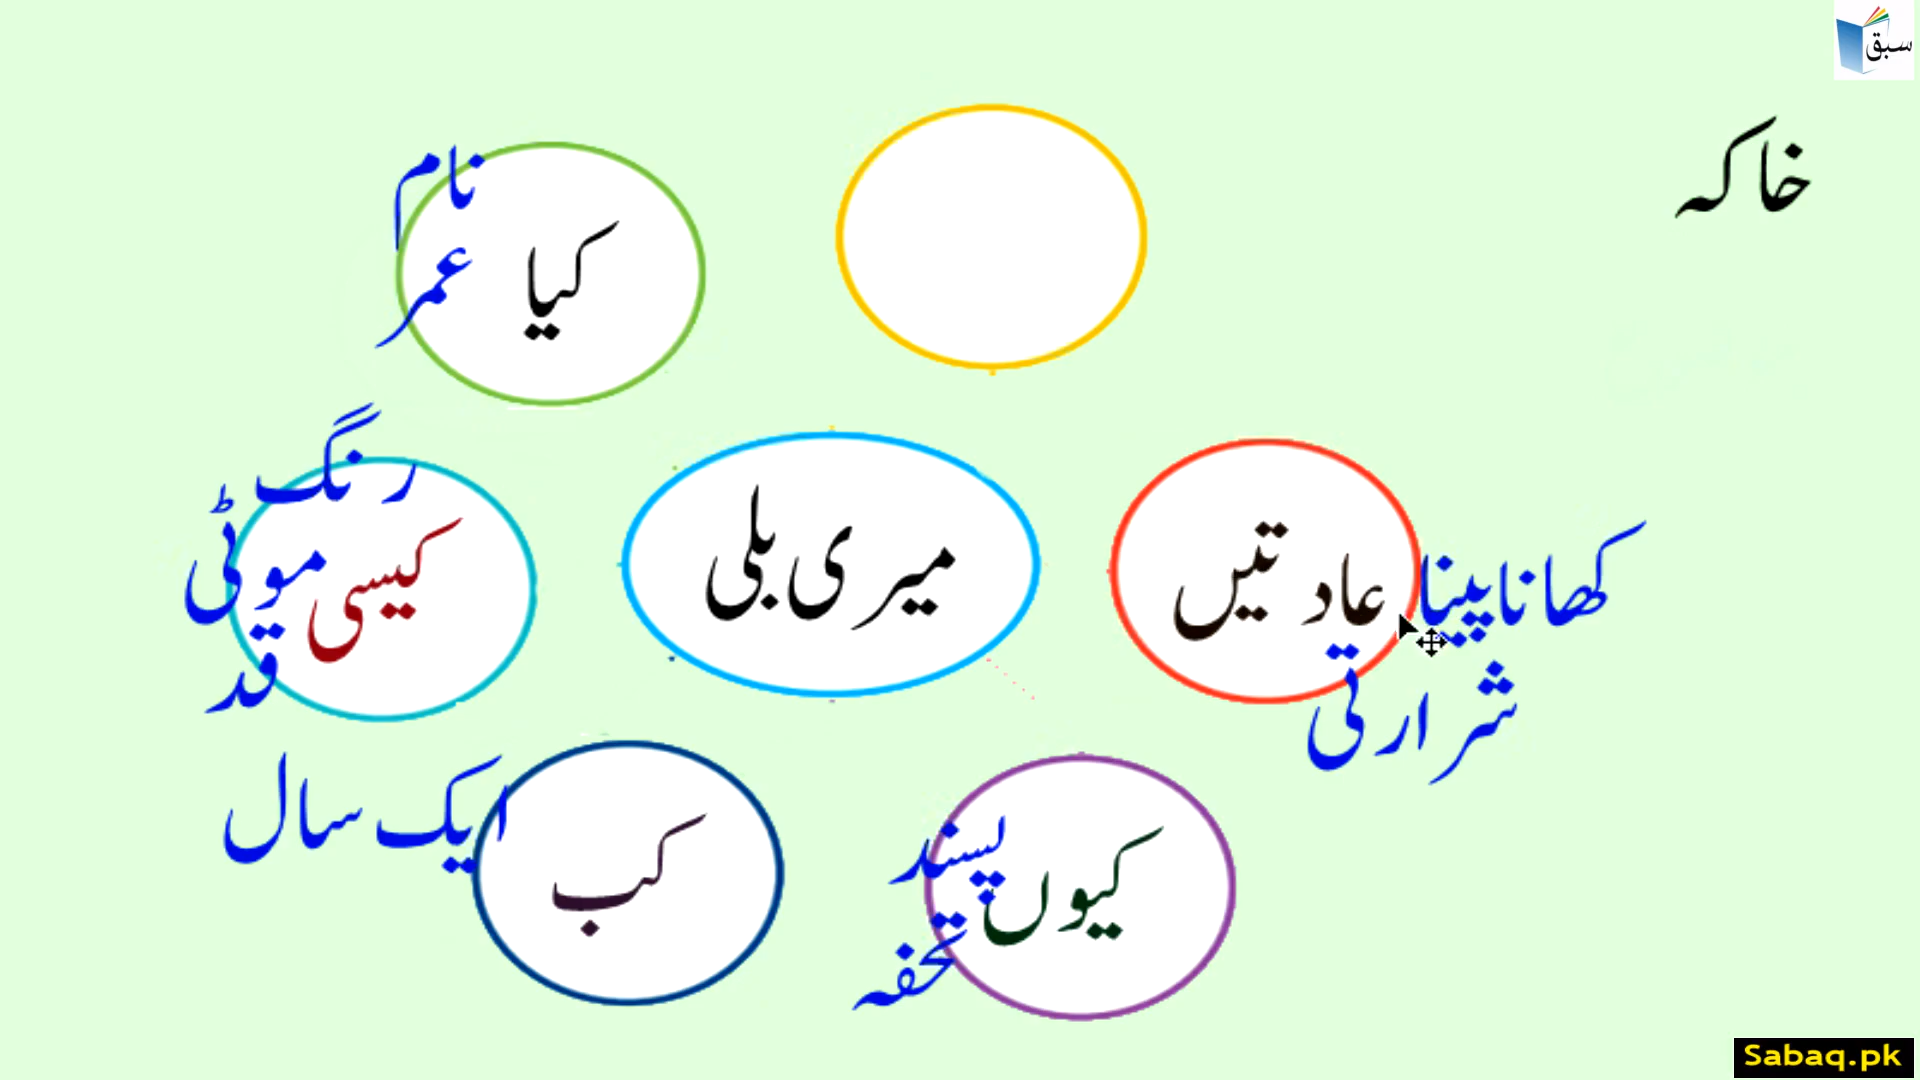 سبق
خاکہ
نام
عمر
کیا
رنگ
موٹی
قد
کیسی
میری بلی
عادتیں
کھانا پینا
شرارتی
ایک سال
کب
پسند
تحفہ
کیوں
Sabaq.pk